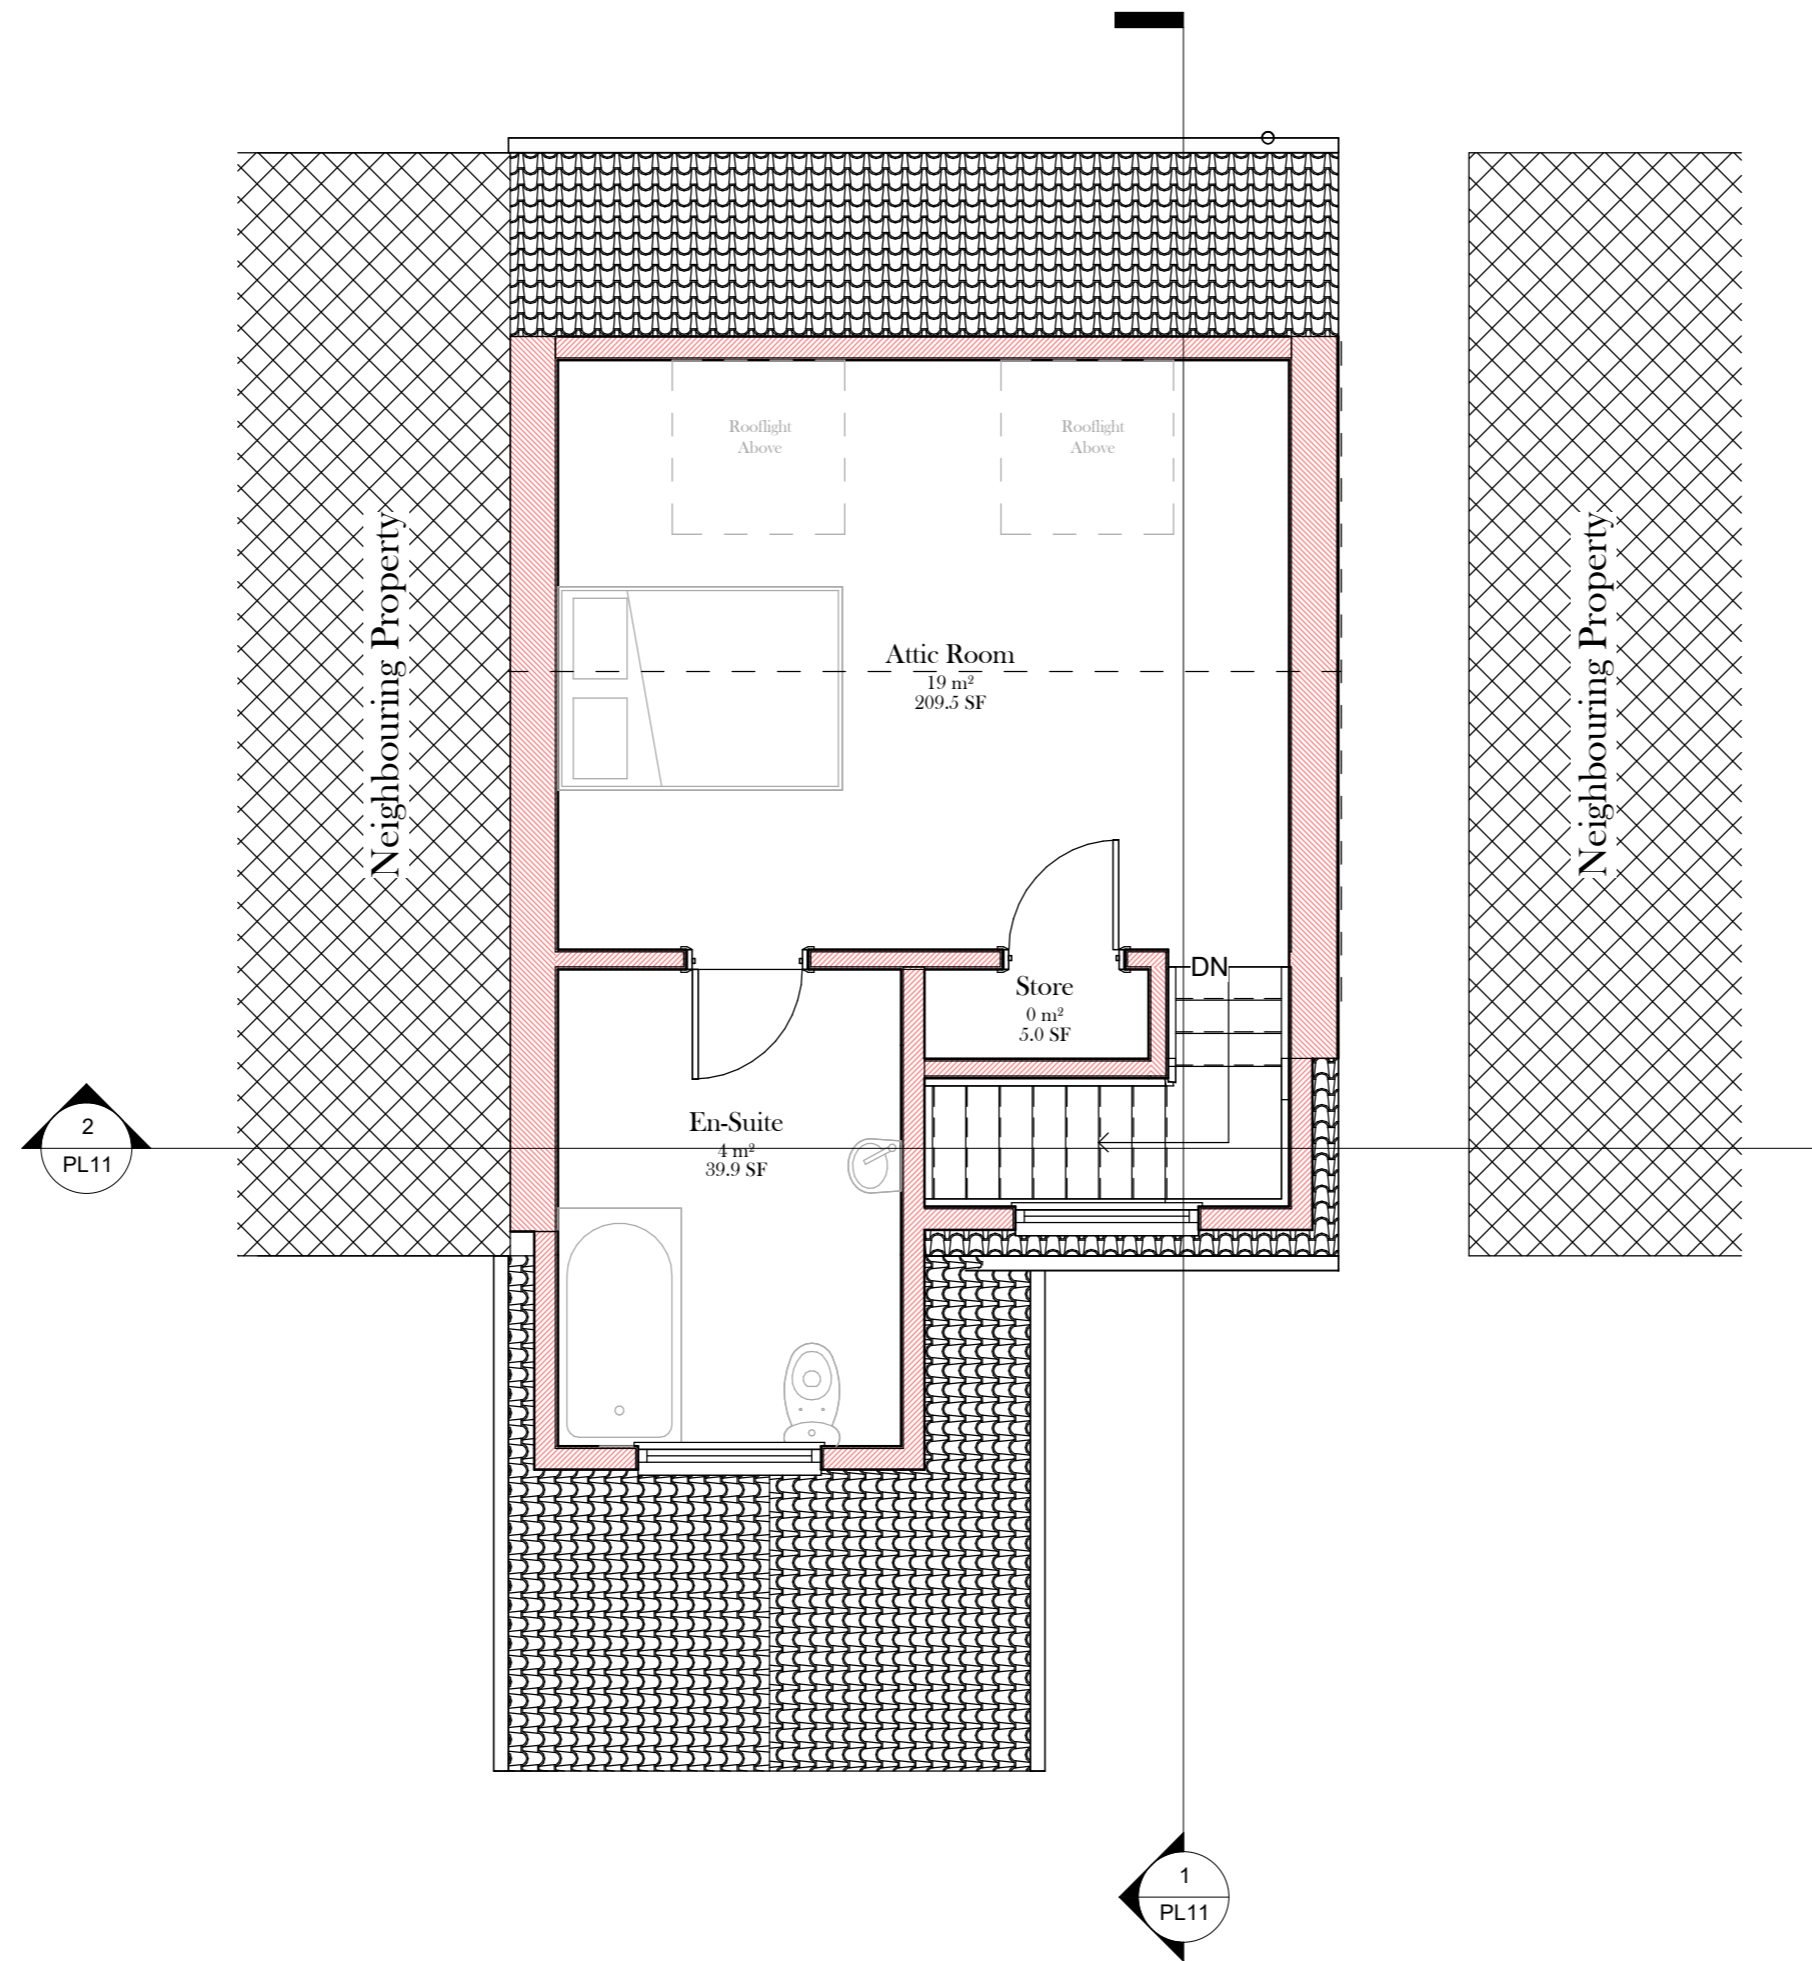 Rooflight
Above
Rooflight
Above
Neighbouring Property
Neighbouring Property
Attic Room
19 m²
209.5 SF
DN
Store
0 m²
5.0 SF
En-Suite
4 m²
39.9 SF
2
PL11
1
PL11